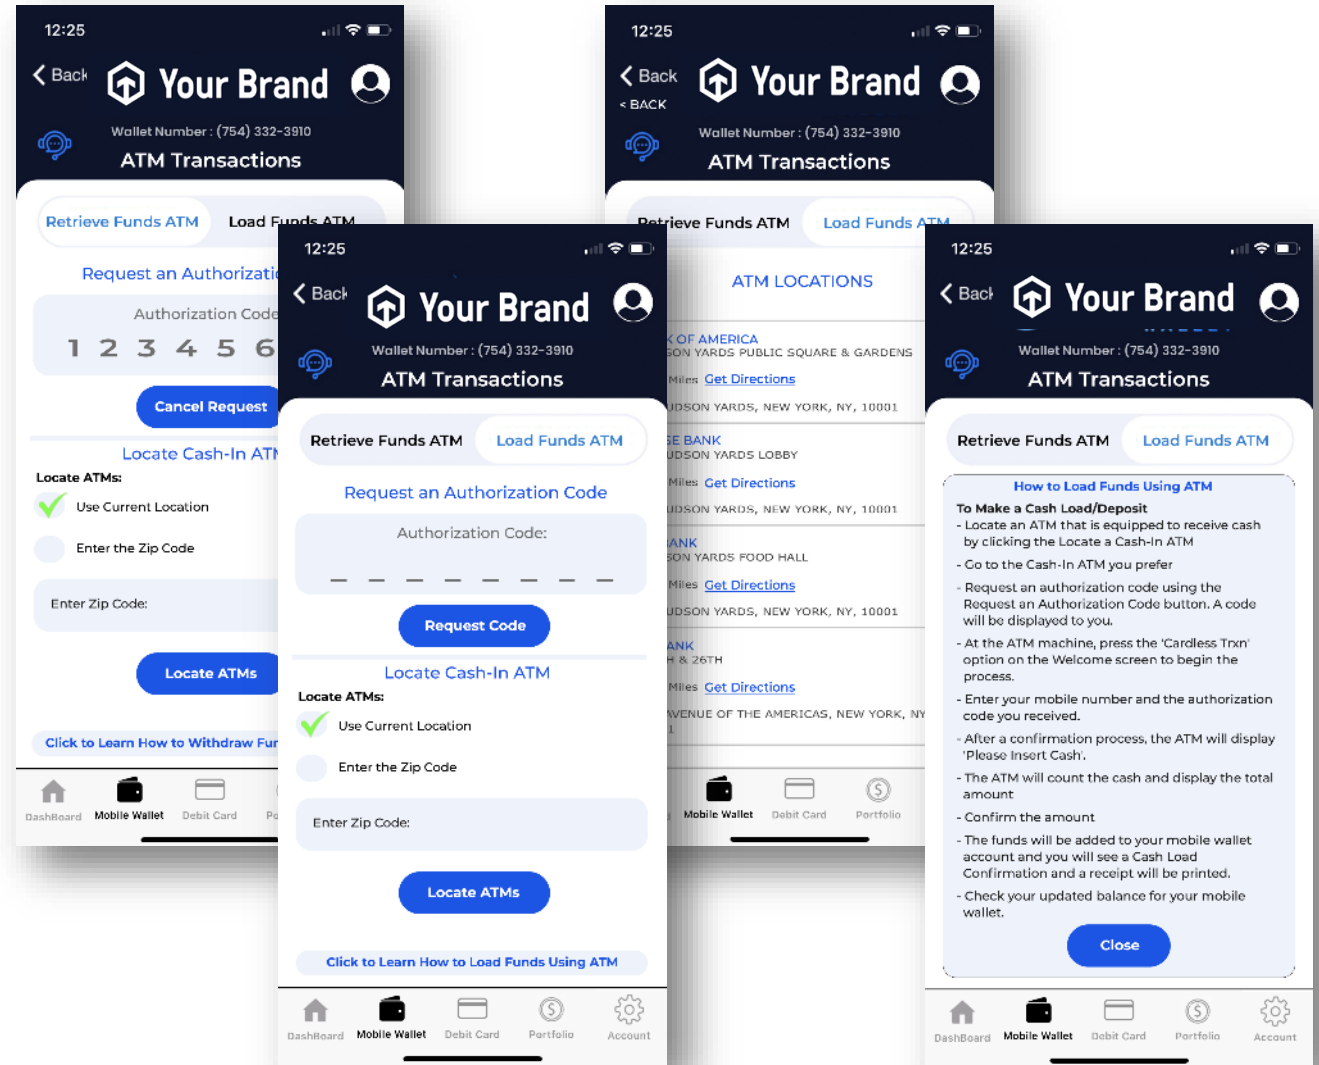 12:25
Back
Your Brand
Wallet Number : (754) 332-3910
ATM Transactions
Retrieve Funds ATM
Load Funds ATM
Request an
Authorization Code
1 2 3 4 5 6
Cancel Request
Locate Cash-In
Locate ATMs:
Use Current Location
Enter the Zip Code
Enter Zip Code:
Locate ATMs
Click to Learn How to Withdraw
DashBoard
Mobile Wallet
Debit Card
12:25
Back
Your Brand
Wallet Number : (754) 332-3910
ATM Transactions
Retrieve Funds ATM
Load Funds ATM
Request an Authorization Code
Authorization Code:
_ _ _ _ _ _ _ _
Request Code
Locate Cash-In ATM
Locate ATMs:
Use Current Location
Enter the Zip Code
Enter Zip Code:
Locate ATMs
Click to Learn How to Load Funds Using ATM
DashBoard
Mobile Wallet
Debit Card
Portfolio
Account
12:25
Back
< BACK
Your Brand
Wallet Number : (754) 332-3910
ATM Transactions
Retrieve Funds ATM
Load Funds ATM
ATM LOCATIONS
OF AMERICA
YARDS PUBLIC SQUARE & GARDENS
Miles Get Directions
YARDS, NEW YORK, NY, 10001
BANK
YARDS LOBBY
Miles Get Directions
YARDS, NEW YORK, NY, 10001
YARDS FOOD HALL
Miles Get Directions
YARDS, NEW YORK, NY, 10001
& 26TH
Miles Get Directions
OF THE AMERICAS, NEW YORK, NY
Mobile Wallet
Debit Card
Portfolio
12:25
Back
Your Brand
Wallet Number : (754) 332-3910
ATM Transactions
Retrieve Funds ATM
Load Funds ATM
How to Load Funds Using ATM
To Make a Cash Load/Deposit
- Locate an ATM that is equipped to receive cash
by clicking the Locate a Cash-In ATM
- Go to the Cash-In ATM you prefer
- Request an authorization code using the
Request an Authorization Code button. A code
will be displayed to you.
- At the ATM machine, press the 'Cardless Trxn'
option on the Welcome screen to begin the
process.
- Enter your mobile number and the authorization
code you received.
- After a confirmation process, the ATM will display
'Please Insert Cash'.
- The ATM will count the cash and display the total
amount
- Confirm the amount
- The funds will be added to your mobile wallet
account and you will see a Cash Load
Confirmation and a receipt will be printed.
- Check your updated balance for your mobile
wallet.
Close
DashBoard
Mobile Wallet
Debit Card
Portfolio
Account